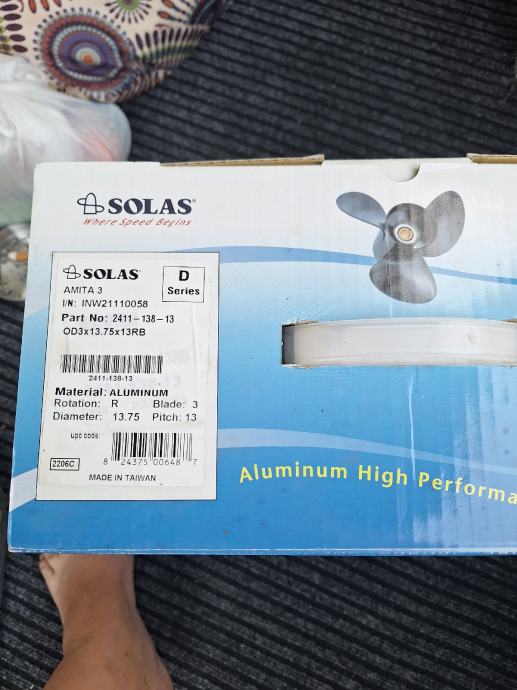 SOLAS
Where Speed Begins
SOLAS
D
Series
AMITA 3
I/N: INW21110058
Part No: 2411-138-13
OD3x13.75x13RB
2411-138-13
Material: ALUMINUM
Rotation: R Blade: 3
Diameter: 13.75 Pitch: 13
upc code:
8 24375 00648 7
2206C
MADE IN TAIWAN
Aluminum High Performa